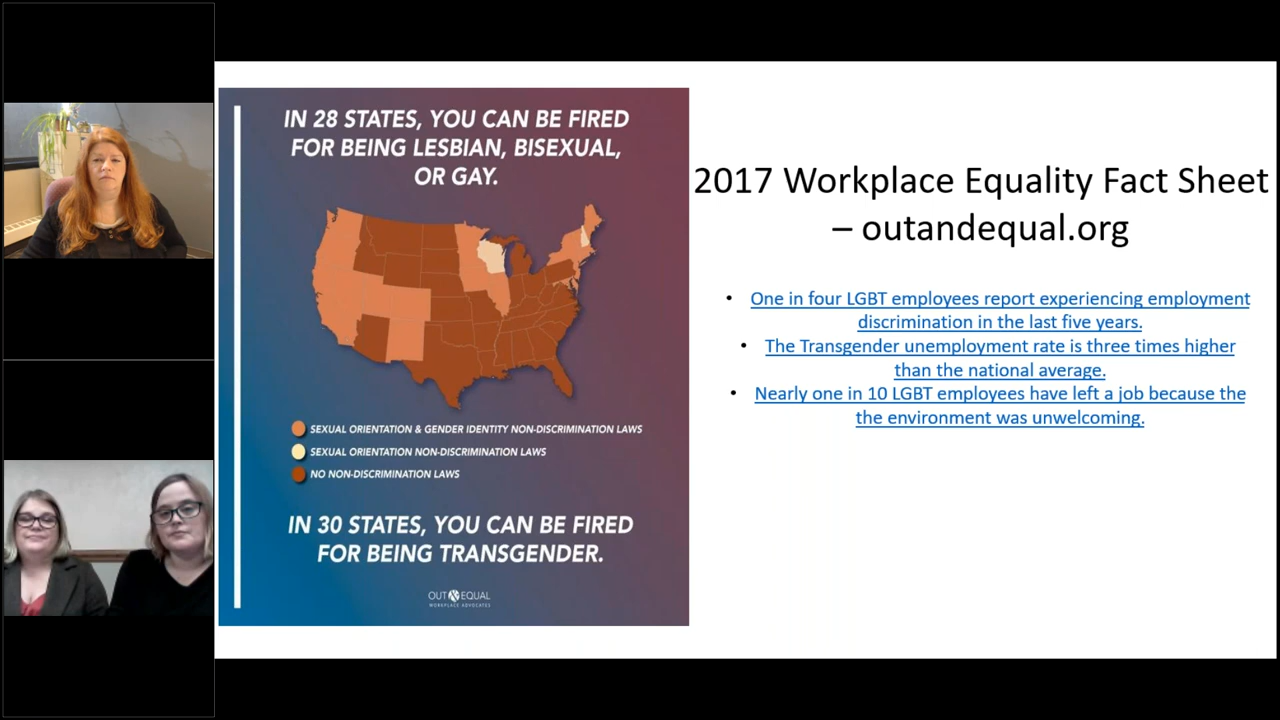 IN 28 STATES, YOU CAN BE FIRED
FOR BEING LESBIAN, BISEXUAL,
OR GAY.
SEXUAL ORIENTATION & GENDER IDENTITY NON-DISCRIMINATION LAWS
SEXUAL ORIENTATION NON-DISCRIMINATION LAWS
NO NON-DISCRIMINATION LAWS
IN 30 STATES, YOU CAN BE FIRED
FOR BEING TRANSGENDER.
OUT & EQUAL
WORKPLACE ADVOCATES
2017 Workplace Equality Fact Sheet
– outandequal.org
• One in four LGBT employees report experiencing employment
discrimination in the last five years.
• The Transgender unemployment rate is three times higher
than the national average.
• Nearly one in 10 LGBT employees have left a job because the
the environment was unwelcoming.